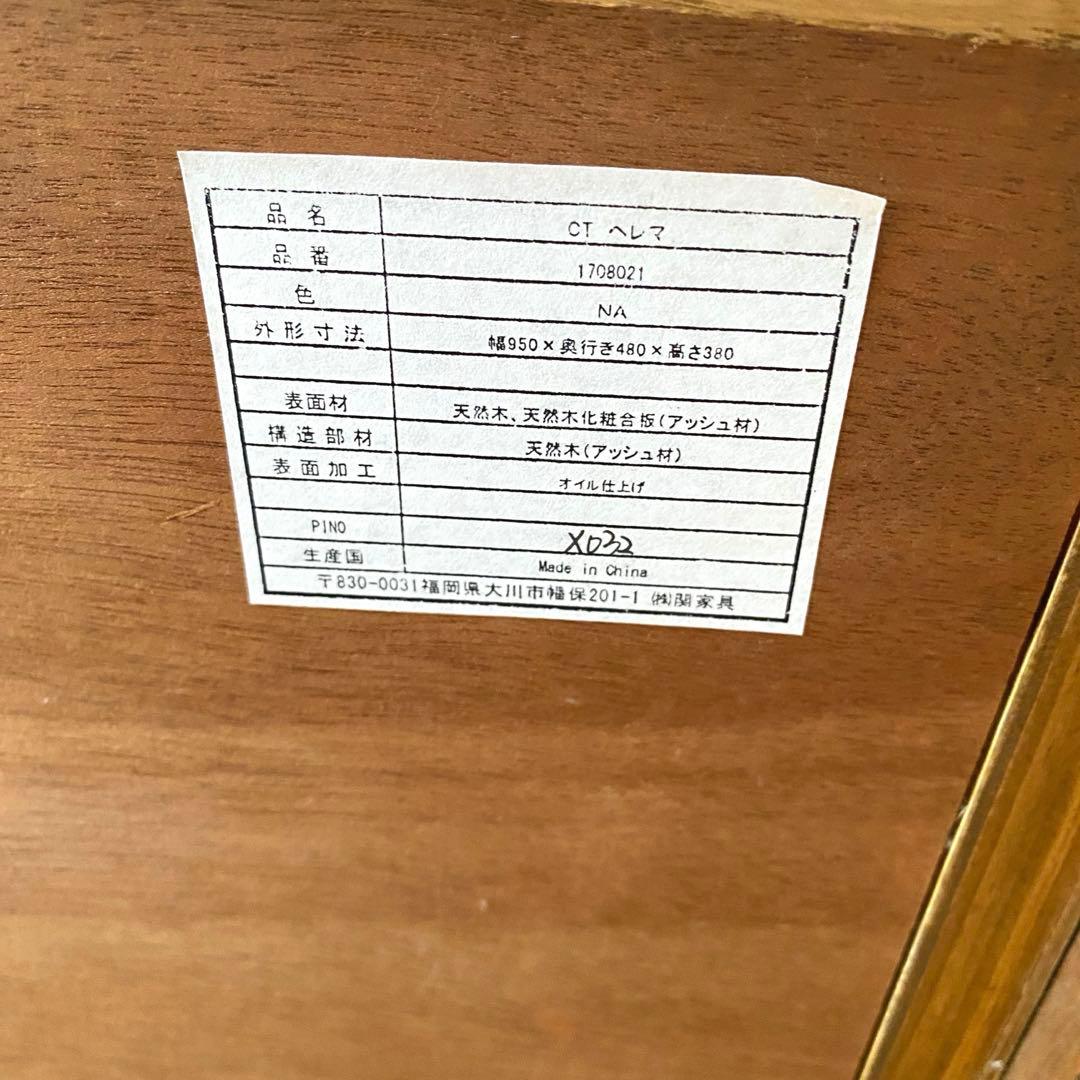 品名 CT ヘレマ
品番 1708021
色 NA
外形寸法 幅950×奥行き480×高さ380
表面材 天然木、天然木化粧合板(アッシュ材)
構造部材 天然木(アッシュ材)
表面加工 オイル仕上げ
PINO X032
生産国 Made in China
〒830-0031福岡県大川市幡保201-1 ㈱関家具